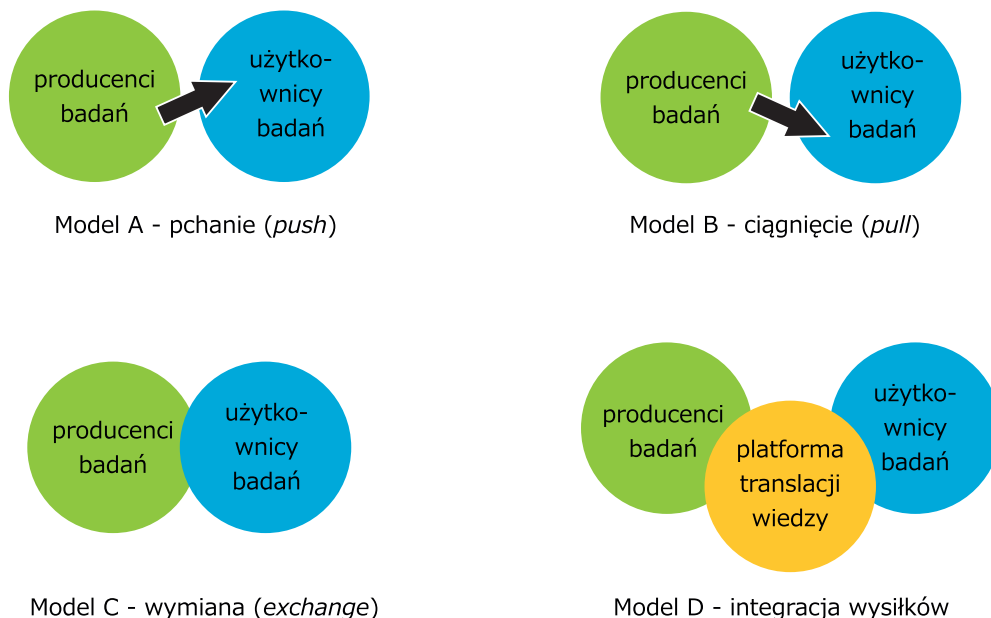 producenci
badań
użytko-
wnicy
badań
Model A - pchanie (push)
producenci
badań
użytko-
wnicy
badań
Model B - ciągnięcie (pull)
producenci
badań
użytko-
wnicy
badań
Model C - wymiana (exchange)
producenci
badań
platforma
translacji
wiedzy
użytko-
wnicy
badań
Model D - integracja wysiłków